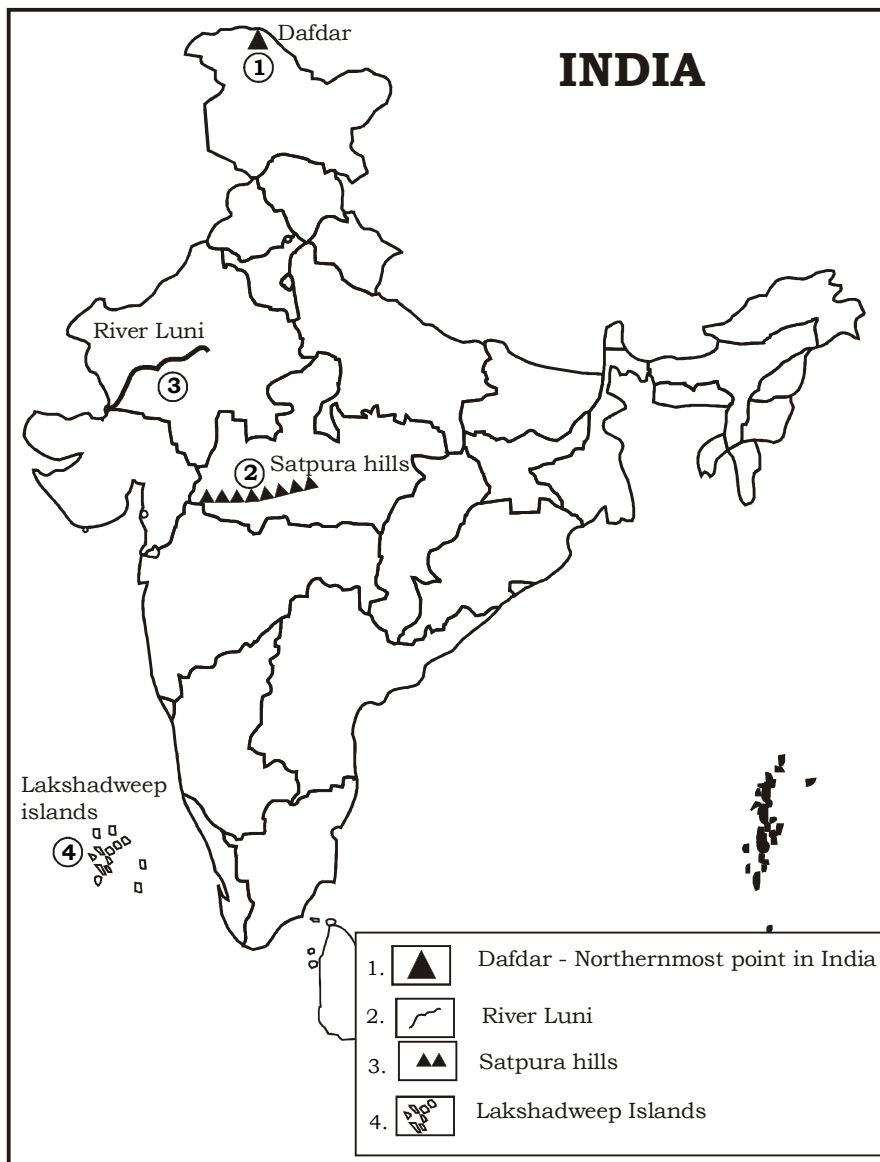 Dafdar
1
INDIA
River Luni
3
2 Satpura hills
Lakshadweep
islands
4
1. Dafdar - Northernmost point in India
2. River Luni
3. Satpura hills
4. Lakshadweep Islands